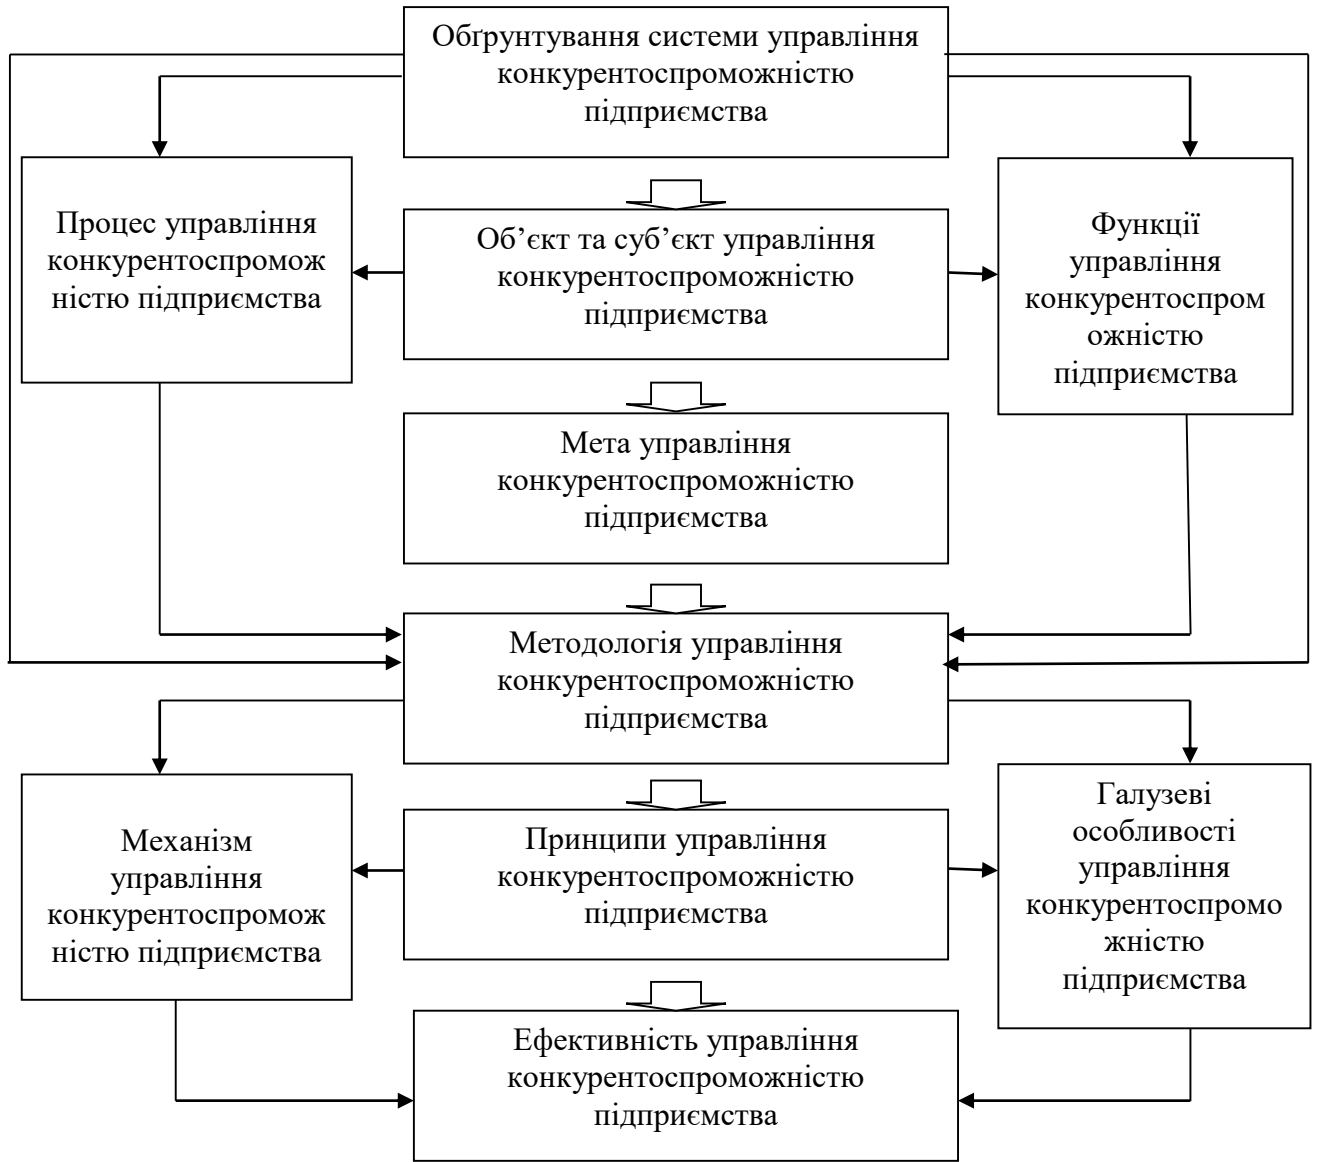 Обґрунтування системи управління
конкурентоспроможністю
підприємства
Процес управління
конкурентоспромож
ністю підприємства
Об’єкт та суб’єкт управління
конкурентоспроможністю
підприємства
Функції
управління
конкурентоспром
ожністю
підприємства
Мета управління
конкурентоспроможністю
підприємства
Методологія управління
конкурентоспроможністю
підприємства
Механізм
управління
конкурентоспромож
ністю підприємства
Принципи управління
конкурентоспроможністю
підприємства
Галузеві
особливості
управління
конкурентоспромо
жністю
підприємства
Ефективність управління
конкурентоспроможністю
підприємства